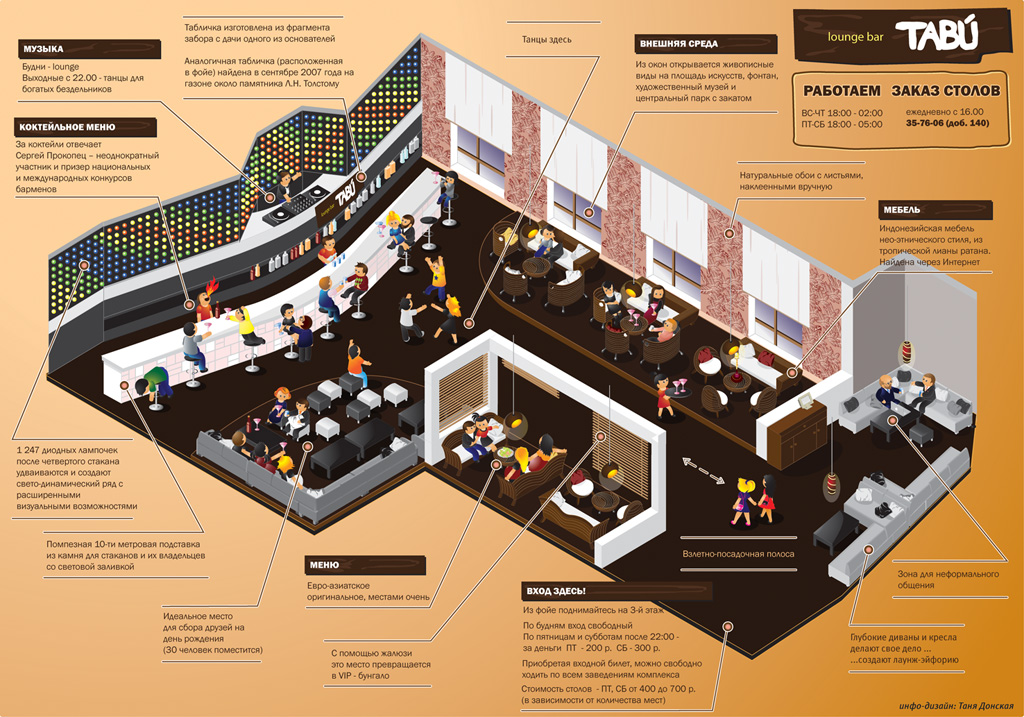 МУЗЫКА
Будни - lounge
Выходные с 22.00 - танцы для
богатых бездельников
Табличка изготовлена из фрагмента
забора с дачи одного из основателей
Аналогичная табличка (расположенная
в фойе) найдена в сентябре 2007 года на
газоне около памятника Л.Н. Толстому
Танцы здесь
ВНЕШНЯЯ СРЕДА
Из окон открывается живописные
виды на площадь искусств, фонтан,
художественный музей и
центральный парк с закатом
lounge bar
TABÚ
РАБОТАЕМ
ВС-ЧТ 18:00 - 02:00
ПТ-СБ 18:00 - 05:00
ЗАКАЗ СТОЛОВ
ежедневно с 16.00
35-76-06 (доб. 140)
КОКТЕЙЛЬНОЕ МЕНЮ
За коктейли отвечает
Сергей Прокопец – неоднократный
участник и призер национальных
и международных конкурсов
барменов
lounge bar
TABÚ
Натуральные обои с листьями,
наклеенными вручную
МЕБЕЛЬ
Индонезийская мебель
нео-этнического стиля, из
тропической лианы ратана.
Найдена через Интернет
1 247 диодных лампочек
после четвертого стакана
удваиваются и создают
свето-динамический ряд с
расширенными
визуальными возможностями
Помпезная 10-ти метровая подставка
из камня для стаканов и их владельцев
со световой заливкой
Идеальное место
для сбора друзей на
день рождения
(30 человек поместится)
МЕНЮ
Евро-азиатское
оригинальное, местами очень
С помощью жалюзи
это место превращается
в VIP - бунгало
ВХОД ЗДЕСЬ!
Из фойе поднимайтесь на 3-й этаж
По будням вход свободный
По пятницам и субботам после 22:00 -
за деньги ПТ - 200 р. СБ - 300 р.
Приобретая входной билет, можно свободно
ходить по всем заведениям комплекса
Стоимость столов - ПТ, СБ от 400 до 700 р.
(в зависимости от количества мест)
Взлетно-посадочная полоса
Зона для неформального
общения
Глубокие диваны и кресла
делают свое дело ...
...создают лаунж-эйфорию
инфо-дизайн: Таня Донская